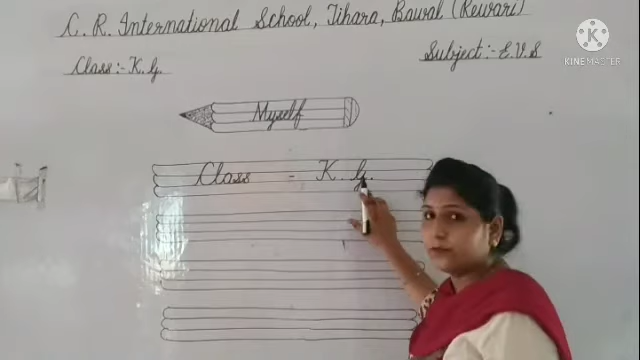 C. R. International School, Tihara, Bawal (Rewari)
Class:- K. G.
Subject:- E.V.S
Myself
Class - K. G.
KINEMASTER